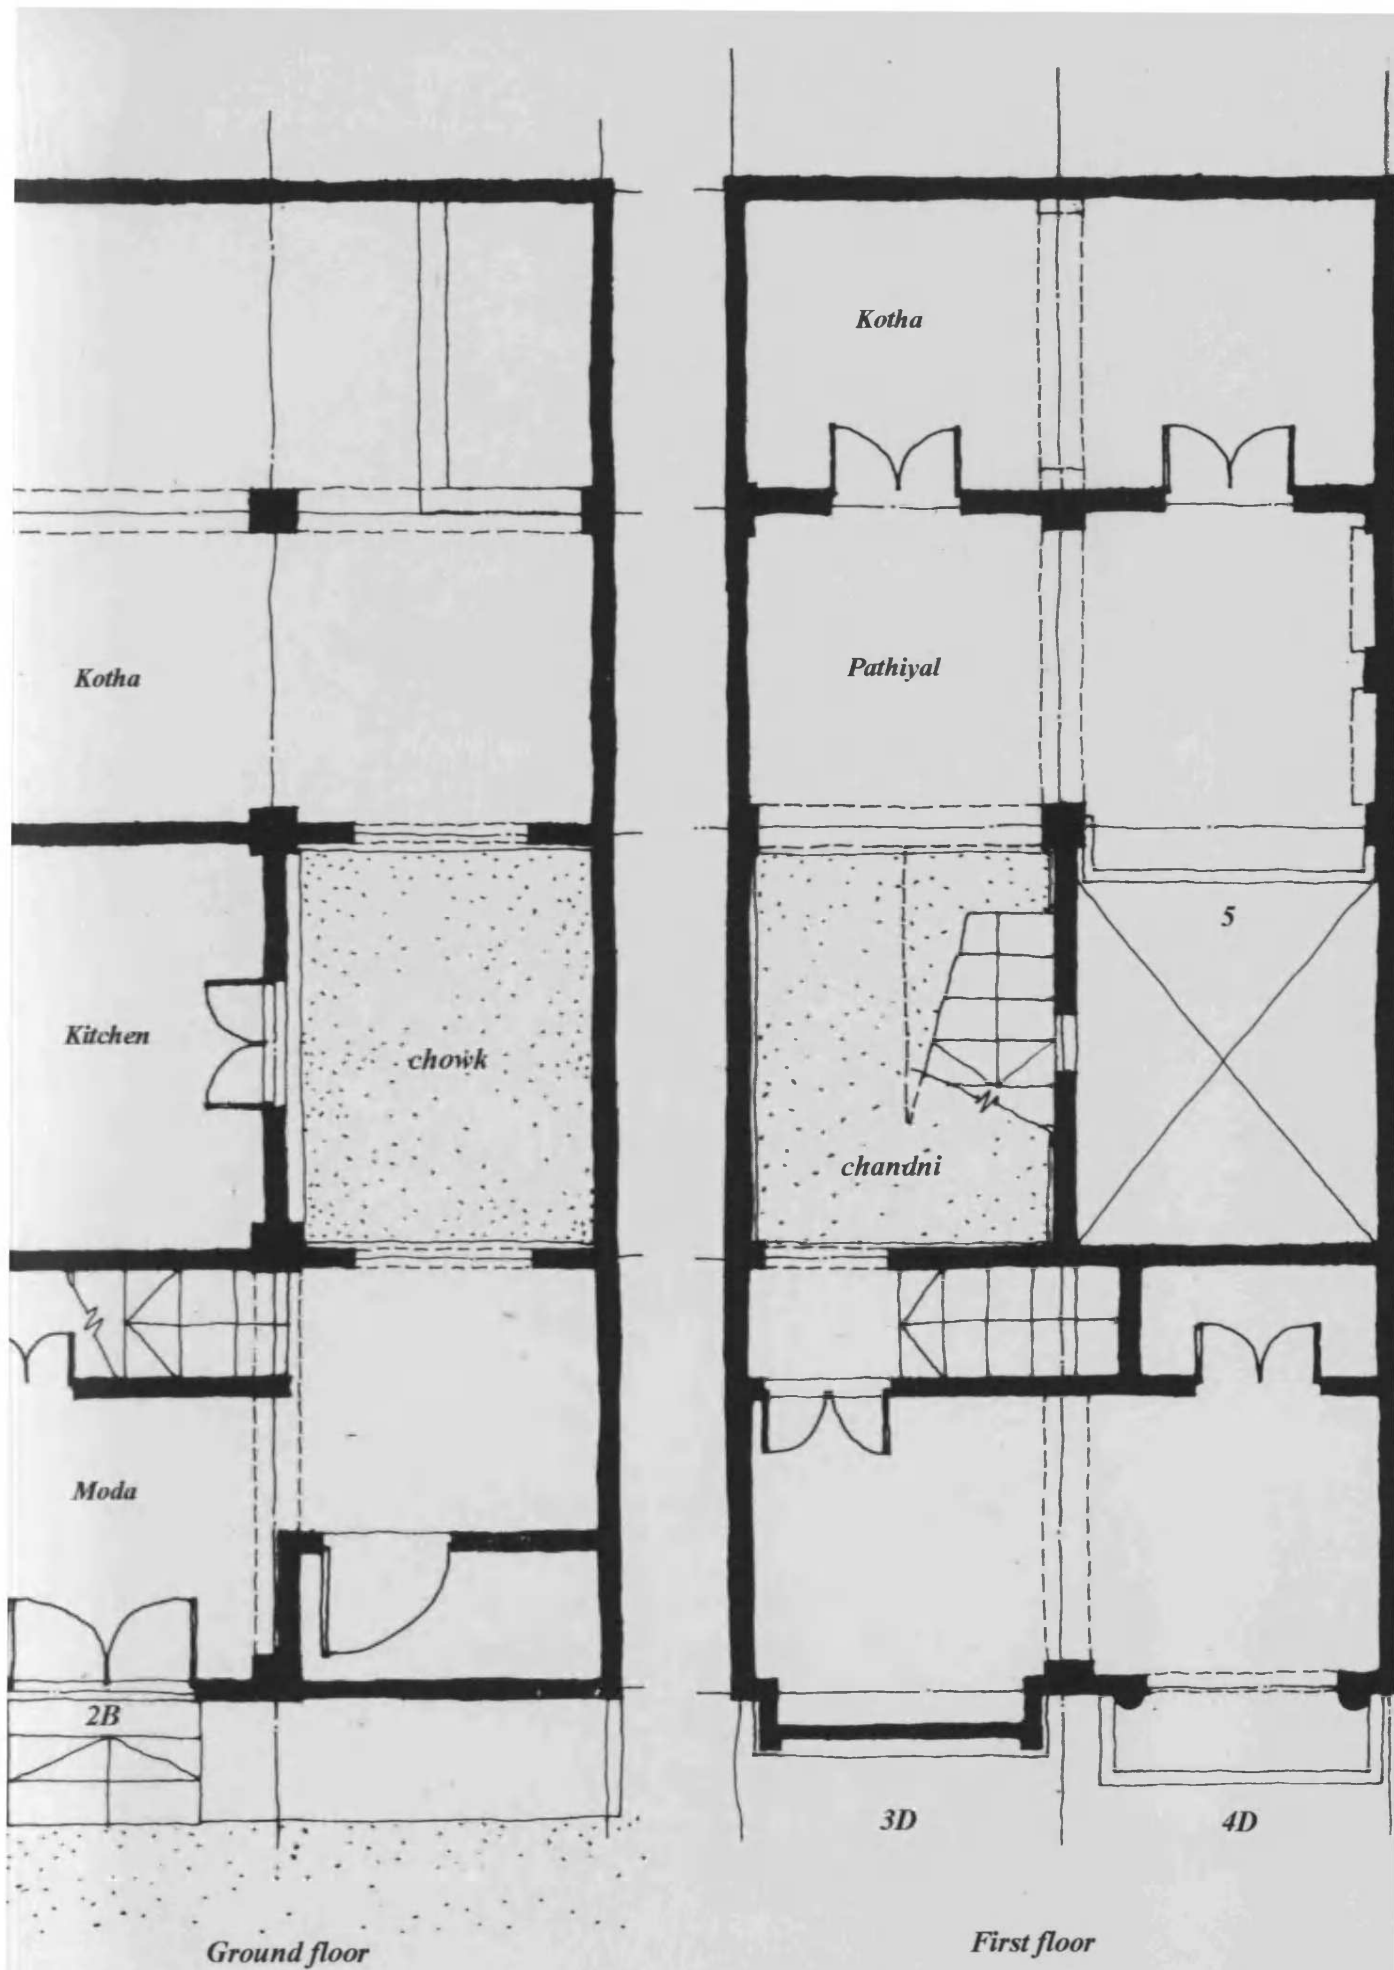 Kotha
Kitchen
chowk
Moda
2B
Ground floor
Kotha
Pathiyal
5
chandni
3D
4D
First floor